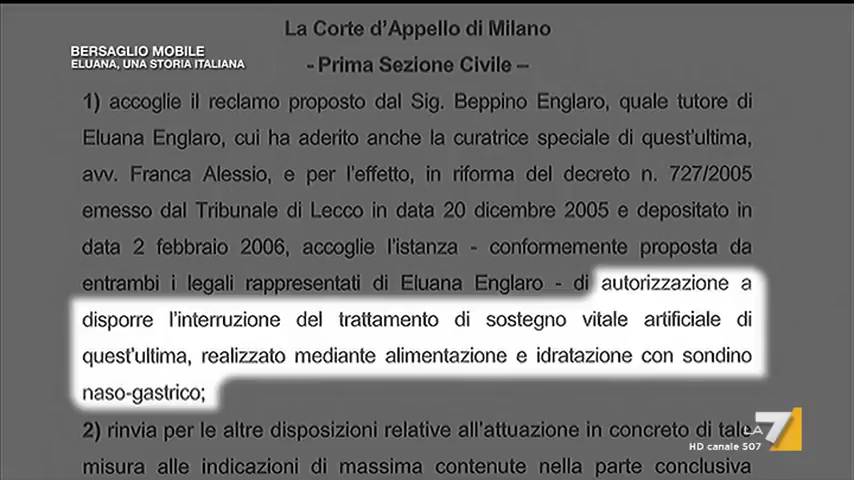 La Corte d'Appello di Milano
BERSAGLIO MOBILE
ELUANA, UNA STORIA ITALIANA
- Prima Sezione Civile –
1) accoglie il reclamo proposto dal Sig. Beppino Englaro, quale tutore di
Eluana Englaro, cui ha aderito anche la curatrice speciale di quest'ultima,
avv. Franca Alessio, e per l'effetto, in riforma del decreto n. 727/2005
emesso dal Tribunale di Lecco in data 20 dicembre 2005 e depositato in
data 2 febbraio 2006, accoglie l'istanza - conformemente proposta da
entrambi i legali rappresentati di Eluana Englaro - di autorizzazione a
disporre l'interruzione del trattamento di sostegno vitale artificiale di
quest'ultima, realizzato mediante alimentazione e idratazione con sondino
naso-gastrico;
2) rinvia per le altre disposizioni relative all'attuazione in concreto di tale
misura alle indicazioni di massima contenute nella parte conclusiva
LA7
HD canale 507